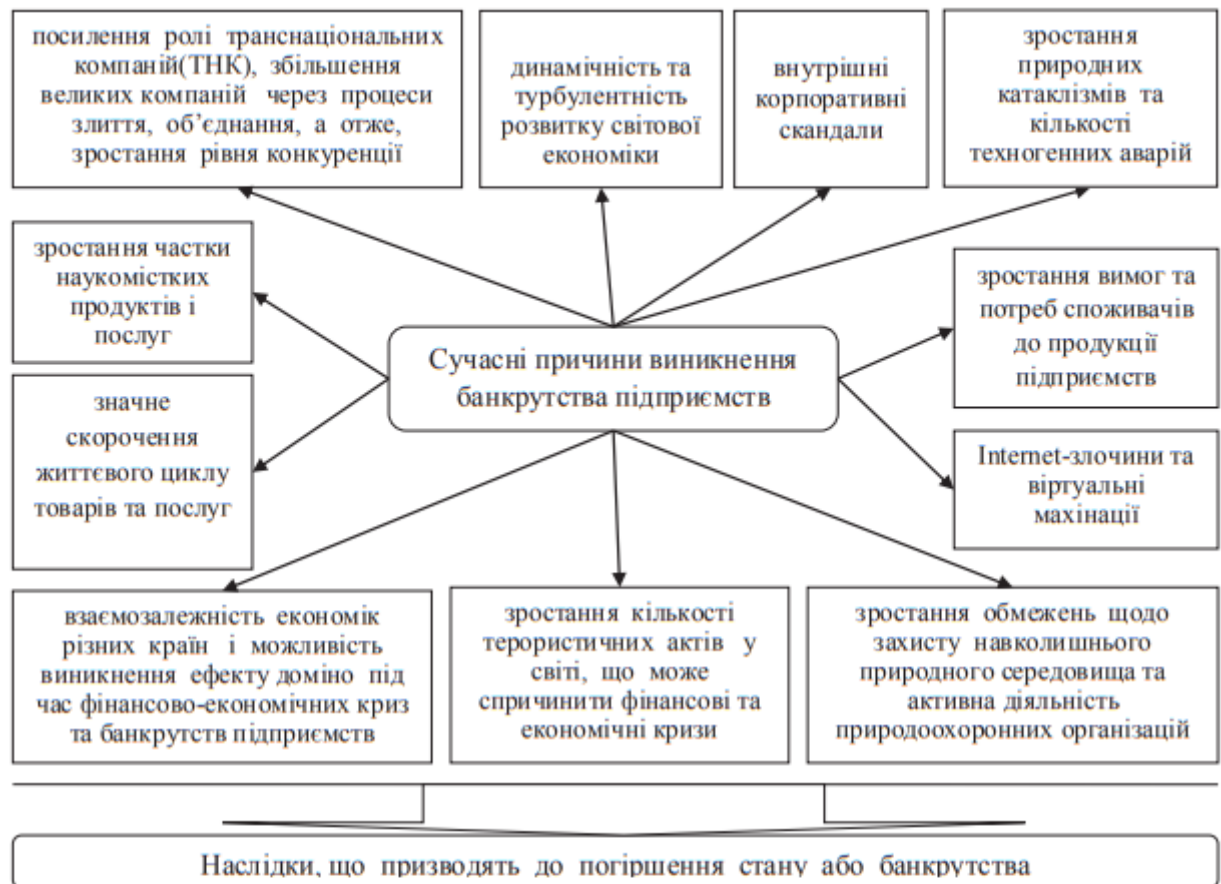 посилення ролі транснаціональних
компаній(ТНК), збільшення
великих компаній через процеси
злиття, об’єднання, а отже,
зростання рівня конкуренції
динамічність та
турбулентність
розвитку світової
економіки
внутрішні
корпоративні
скандали
зростання
природних
катаклізмів та
кількості
техногенних аварій
зростання частки
наукомістких
продуктів і
послуг
зростання вимог та
потреб споживачів
до продукції
підприємств
Сучасні причини виникнення
банкрутства підприємств
значне
скорочення
життєвого циклу
товарів та послуг
Internet-злочини та
віртуальні
махінації
взаємозалежність економік
різних країн і можливість
виникнення ефекту доміно під
час фінансово-економічних криз
та банкрутств підприємств
зростання кількості
терористичних актів у
світі, що може
спричинити фінансові та
економічні кризи
зростання обмежень щодо
захисту навколишнього
природного середовища та
активна діяльність
природоохоронних організацій
Наслідки, що призводять до погіршення стану або банкрутства